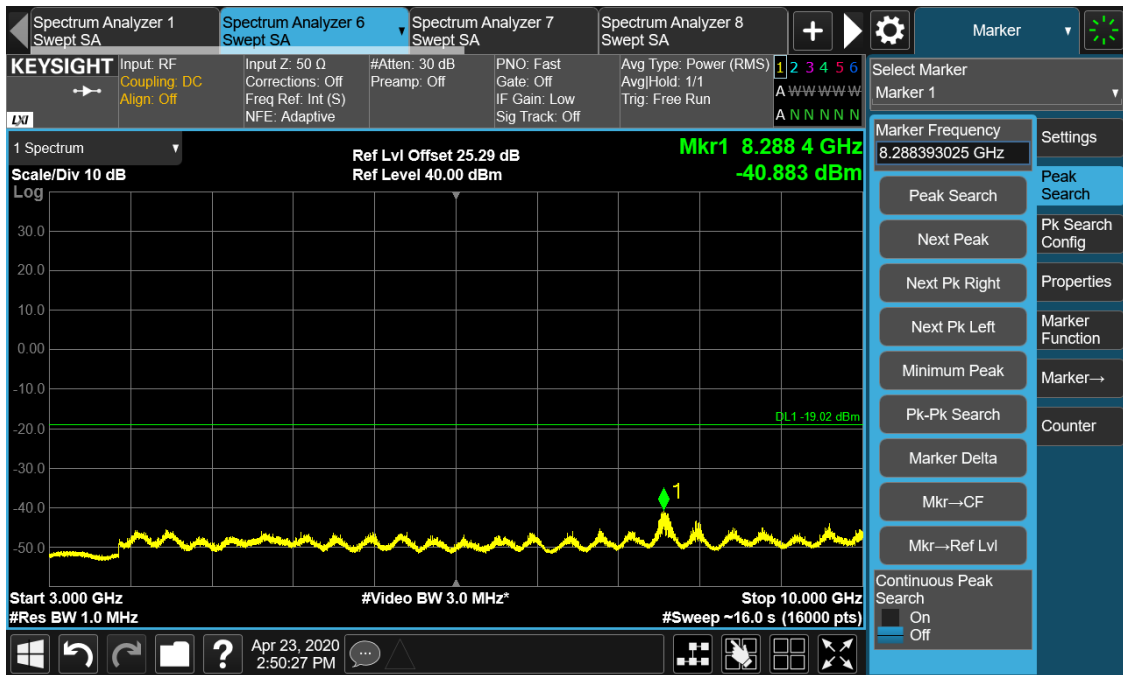 Spectrum Analyzer 1
Swept SA
Spectrum Analyzer 6
Swept SA
Spectrum Analyzer 7
Swept SA
Spectrum Analyzer 8
Swept SA
+
Marker
KEYSIGHT
LXI
Input: RF
Coupling: DC
Align: Off
Input Z: 50 Ω
Corrections: Off
Freq Ref: Int (S)
NFE: Adaptive
#Atten: 30 dB
Preamp: Off
PNO: Fast
Gate: Off
IF Gain: Low
Sig Track: Off
Avg Type: Power (RMS)
Avg|Hold: 1/1
Trig: Free Run
1 2 3 4 5 6
A W W W W W
A N N N N N
Select Marker
Marker 1
1 Spectrum
Scale/Div 10 dB
Log
Ref Lvl Offset 25.29 dB
Ref Level 40.00 dBm
Mkr1 8.288 4 GHz
-40.883 dBm
30.0
20.0
10.0
0.00
-10.0
-20.0
-30.0
-40.0
-50.0
DL1 -19.02 dBm
1
Start 3.000 GHz
#Res BW 1.0 MHz
#Video BW 3.0 MHz*
Stop 10.000 GHz
#Sweep ~16.0 s (16000 pts)
Marker Frequency
8.288393025 GHz
Peak Search
Next Peak
Next Pk Right
Next Pk Left
Minimum Peak
Pk-Pk Search
Marker Delta
Mkr→CF
Mkr→Ref Lvl
Continuous Peak
Search
On
Off
Settings
Peak
Search
Pk Search
Config
Properties
Marker
Function
Marker→
Counter
?
Apr 23, 2020
2:50:27 PM